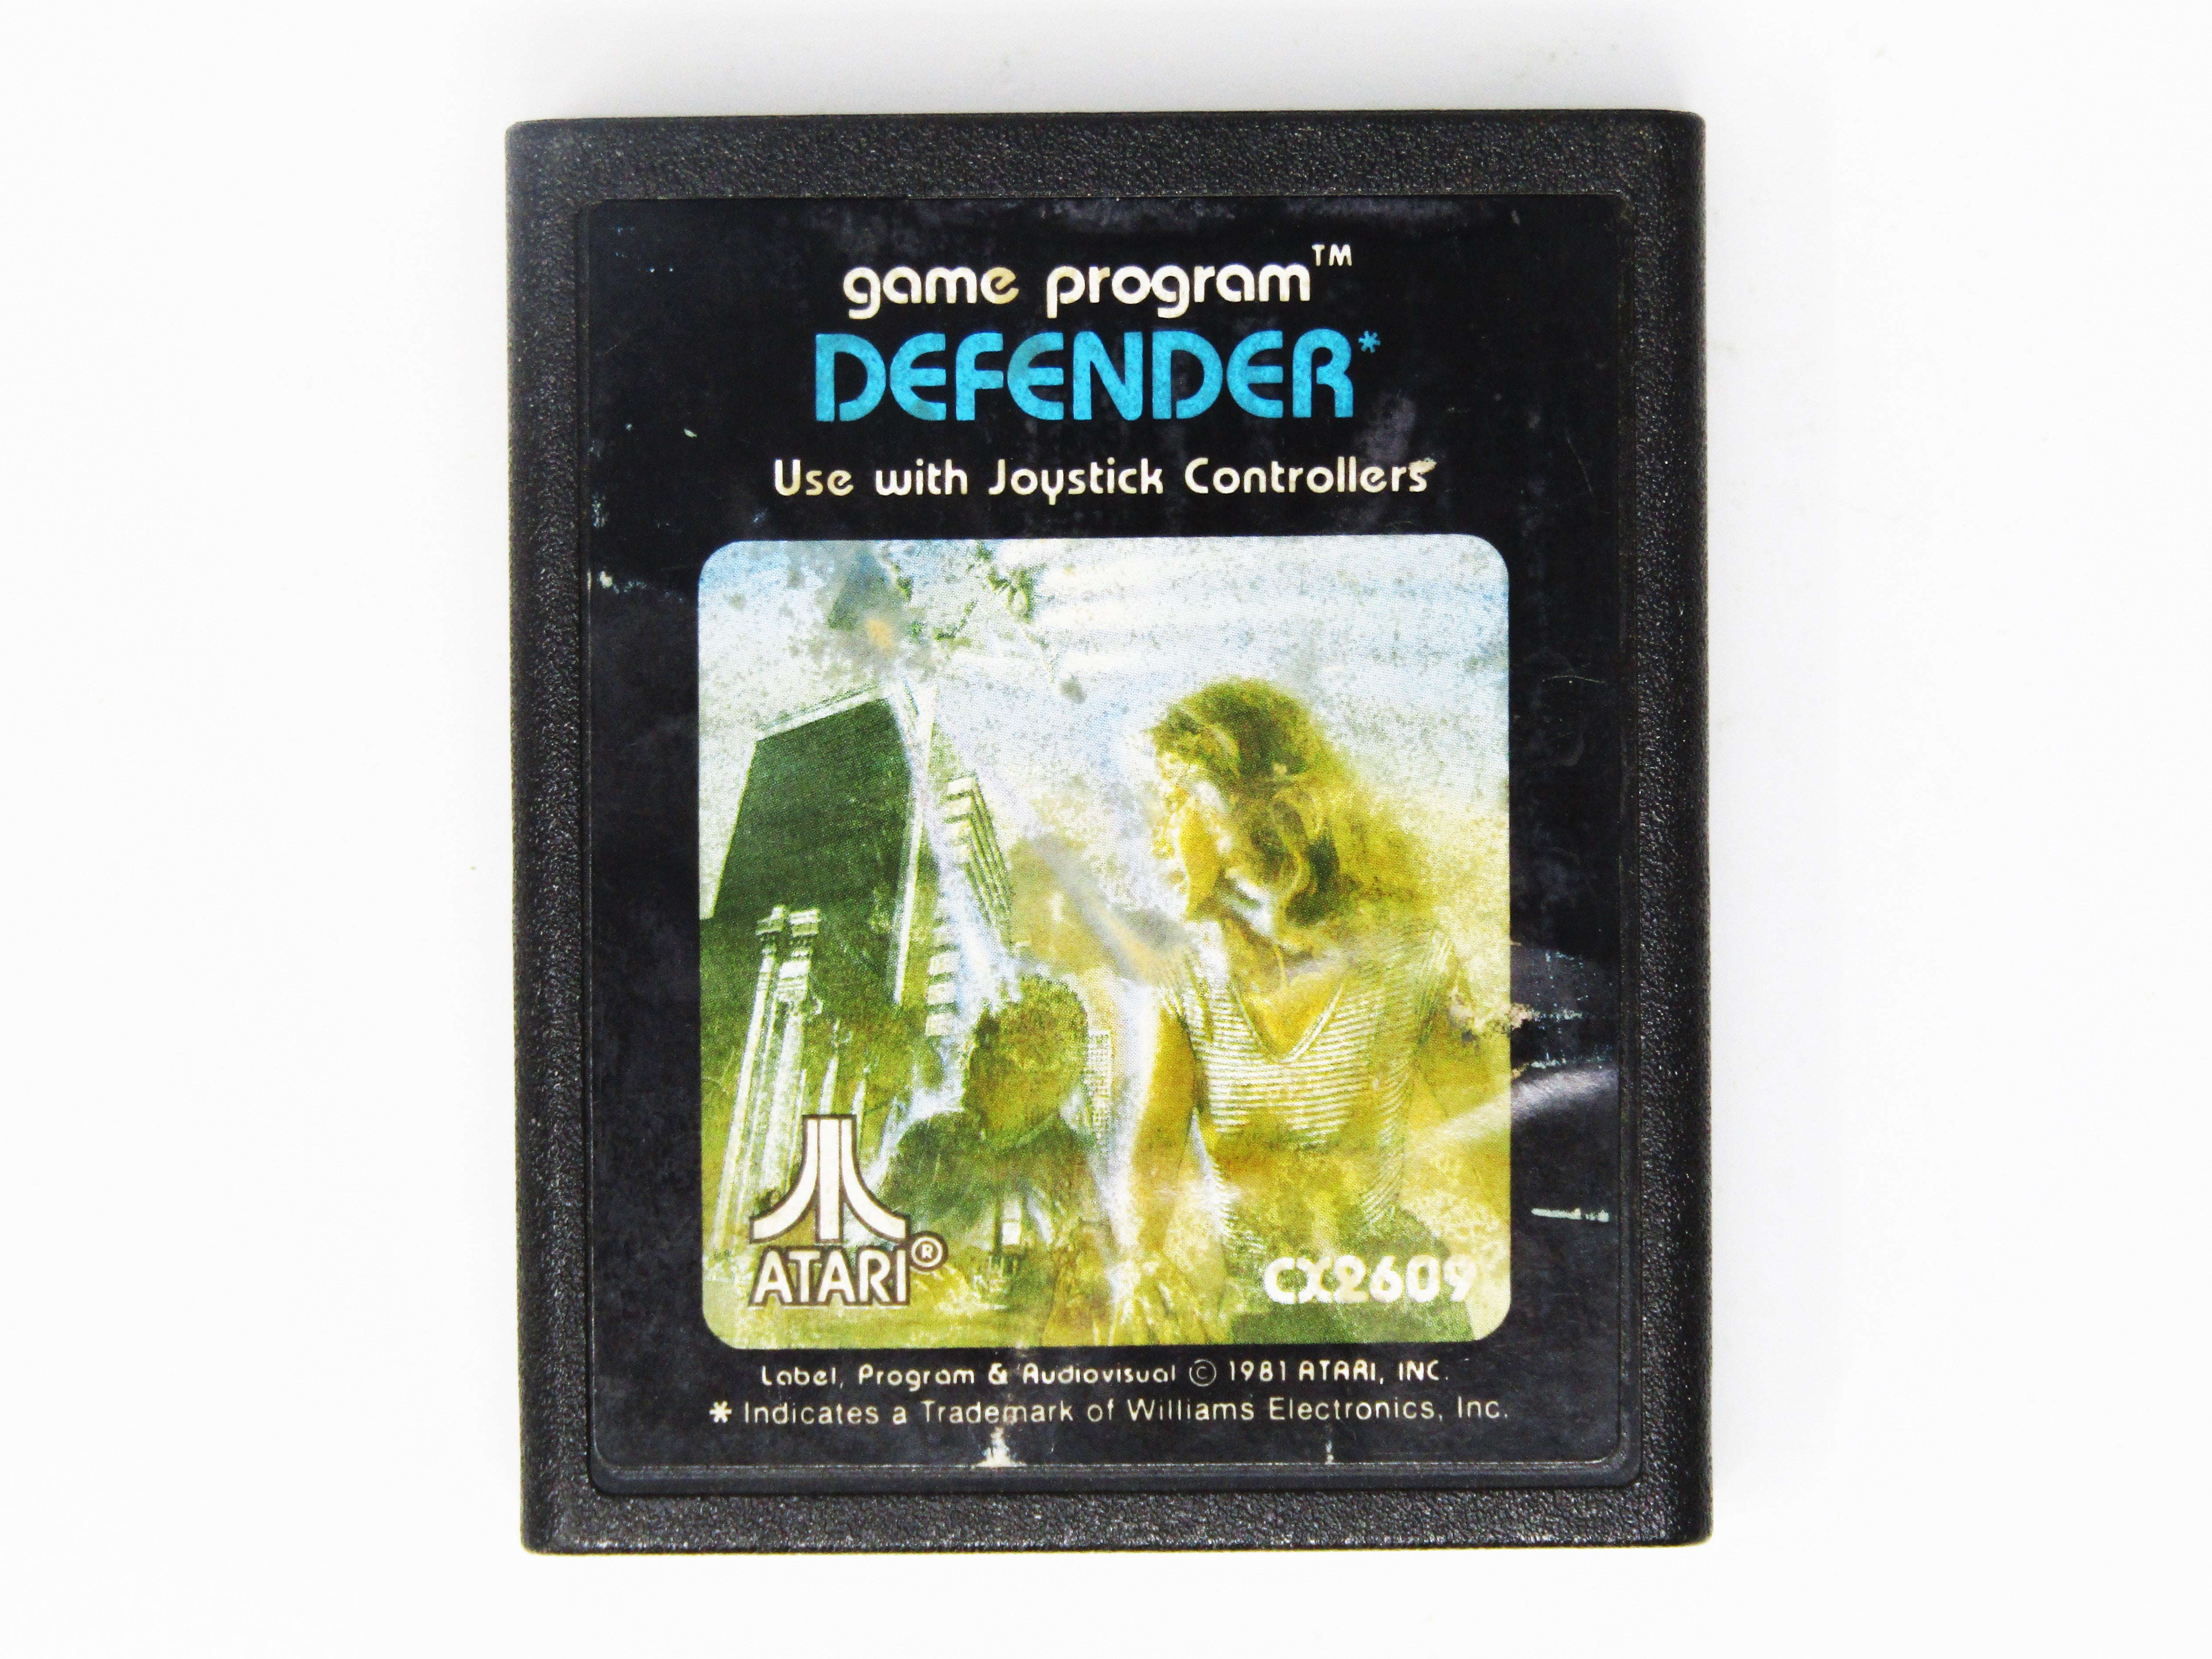 game program™
DEFENDER*
Use with Joystick Controllers
ATARI®
CX2609
Label, Program & Audiovisual © 1981 ATARI, INC.
* Indicates a Trademark of Williams Electronics, Inc.